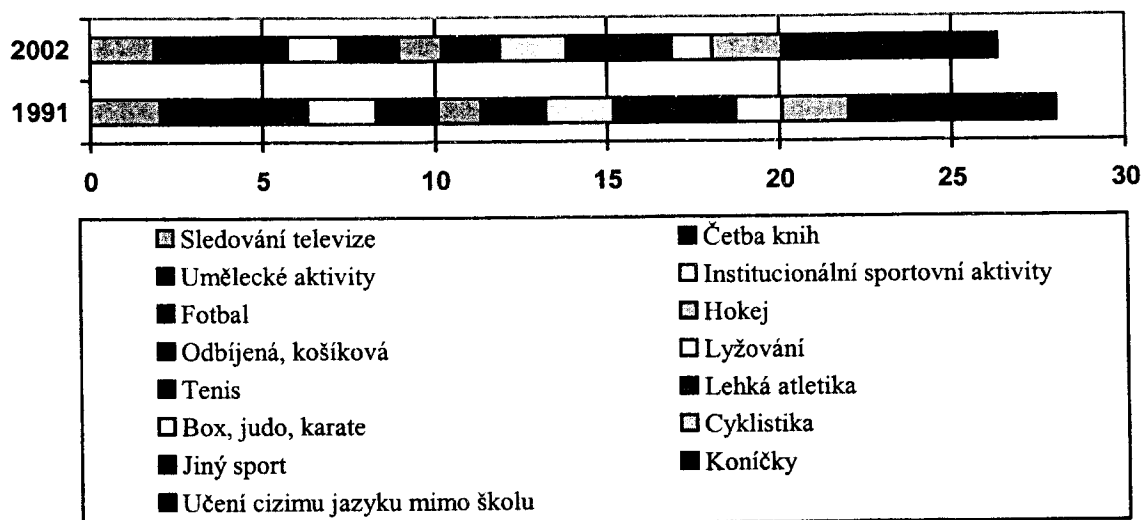 2002
1991
0 5 10 15 20 25 30
Sledování televize Četba knih
Umělecké aktivity Institucionální sportovní aktivity
Fotbal Hokej
Odbíjená, košíková Lyžování
Tenis Lehká atletika
Box, judo, karate Cyklistika
Jiný sport Koníčky
Učení cizimu jazyku mimo školu